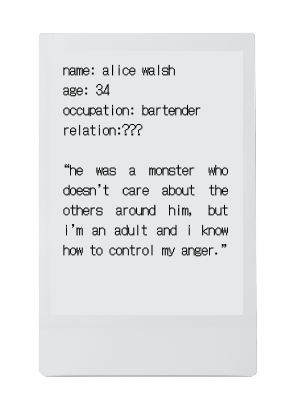 name: alice walsh
age: 34
occupation: bartender
relation:???
“he was a monster who
doesn’t care about the
others around him, but
i’m an adult and i know
how to control my anger.”